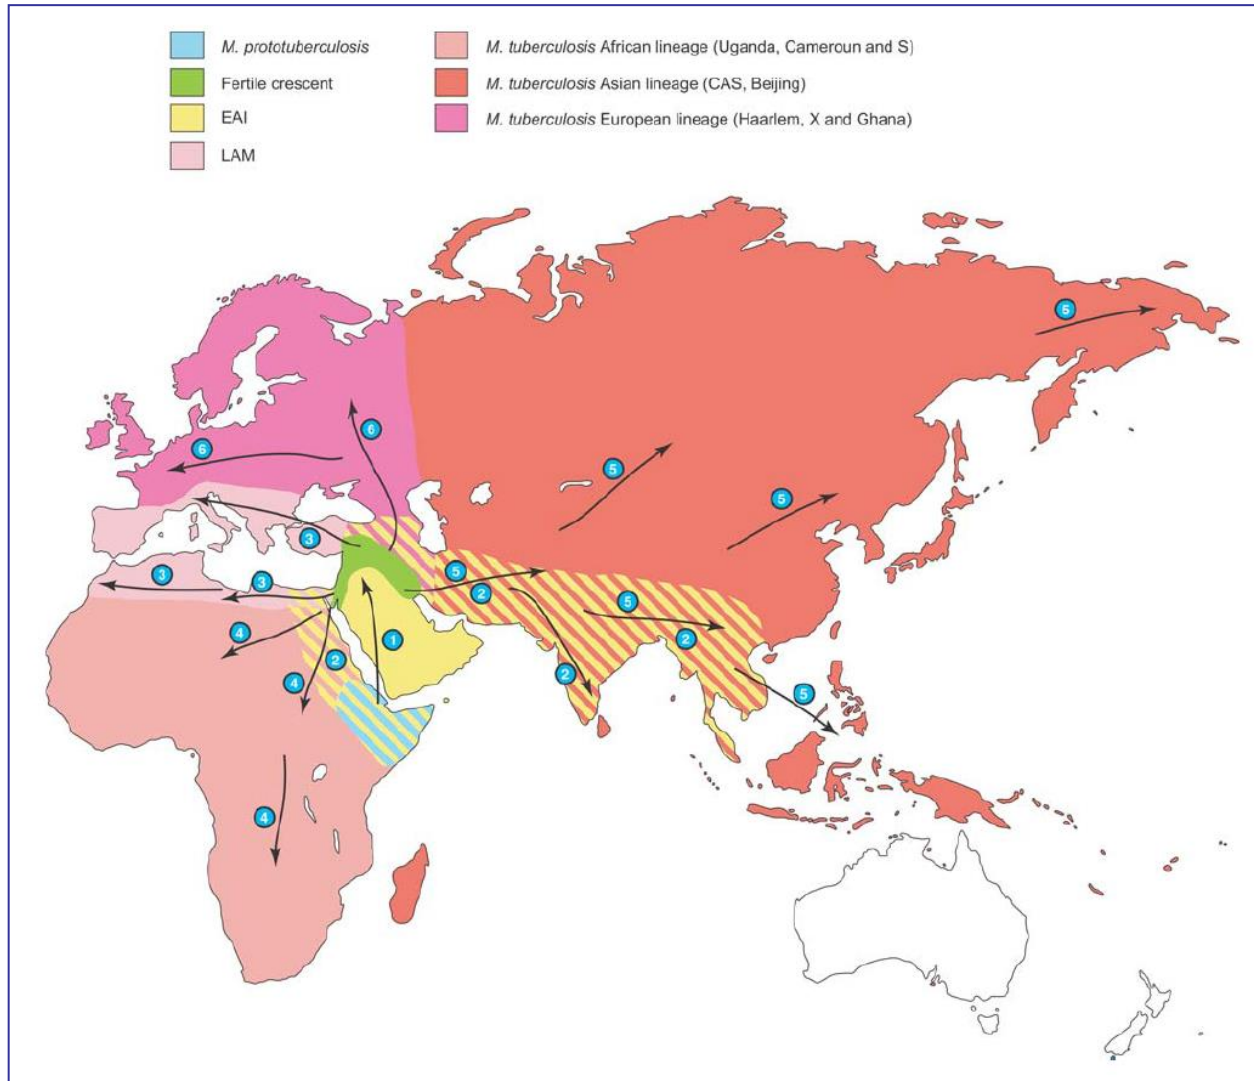 M. prototuberculosis
Fertile crescent
EAI
LAM
M. tuberculosis African lineage (Uganda, Cameroun and S)
M. tuberculosis Asian lineage (CAS, Beijing)
M. tuberculosis European lineage (Haarlem, X and Ghana)
5
6
6
5
5
3
3
3
5
2
5
4
1
2
2
4
2
5
4